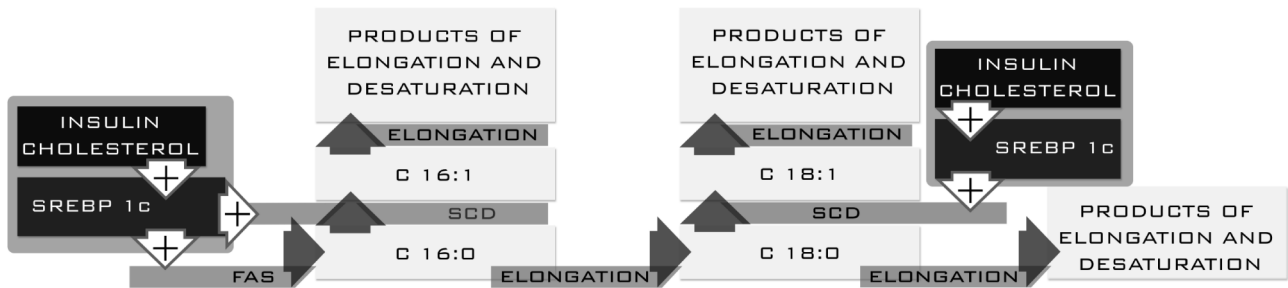 INSULIN
CHOLESTEROL
+
SREBP 1c
+
+
FAS
PRODUCTS OF
ELONGATION AND
DESATURATION
ELONGATION
C 16:1
SCD
C 16:0
ELONGATION
PRODUCTS OF
ELONGATION AND
DESATURATION
ELONGATION
C 18:1
SCD
C 18:0
ELONGATION
INSULIN
CHOLESTEROL
+
SREBP 1c
+
PRODUCTS OF
ELONGATION AND
DESATURATION